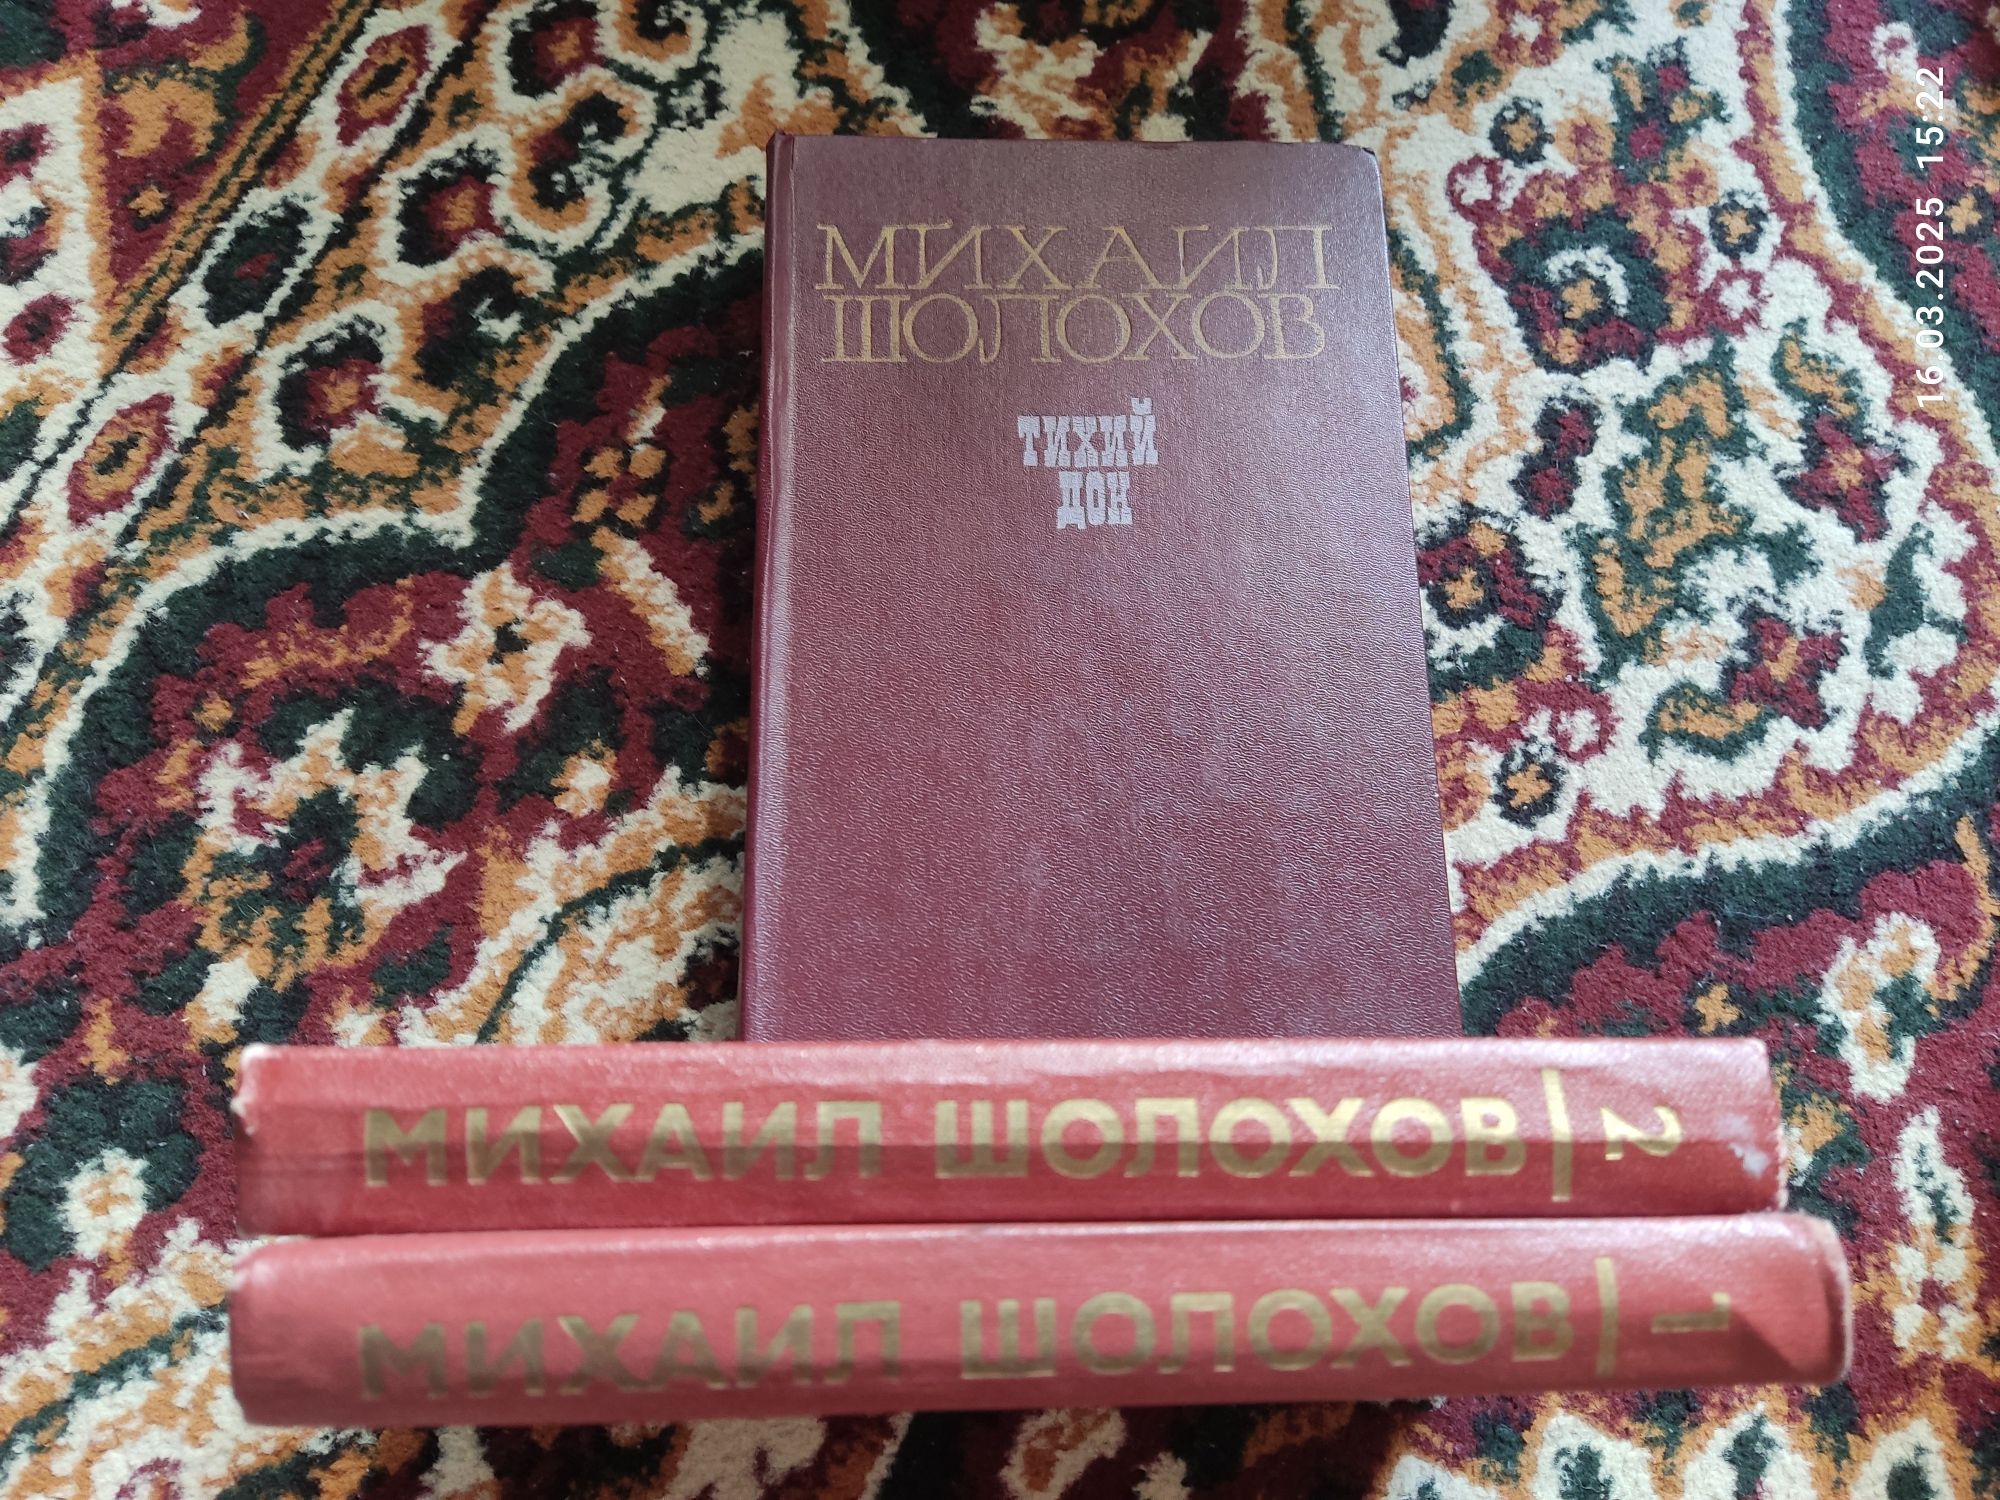 МИХАИЛ
ШОЛОХОВ
ТИХИЙ
ДОН
МИХАИЛ ШОЛОХОВ | 2
МИХАИЛ ШОЛОХОВ | 1
16.03.2025 15:22